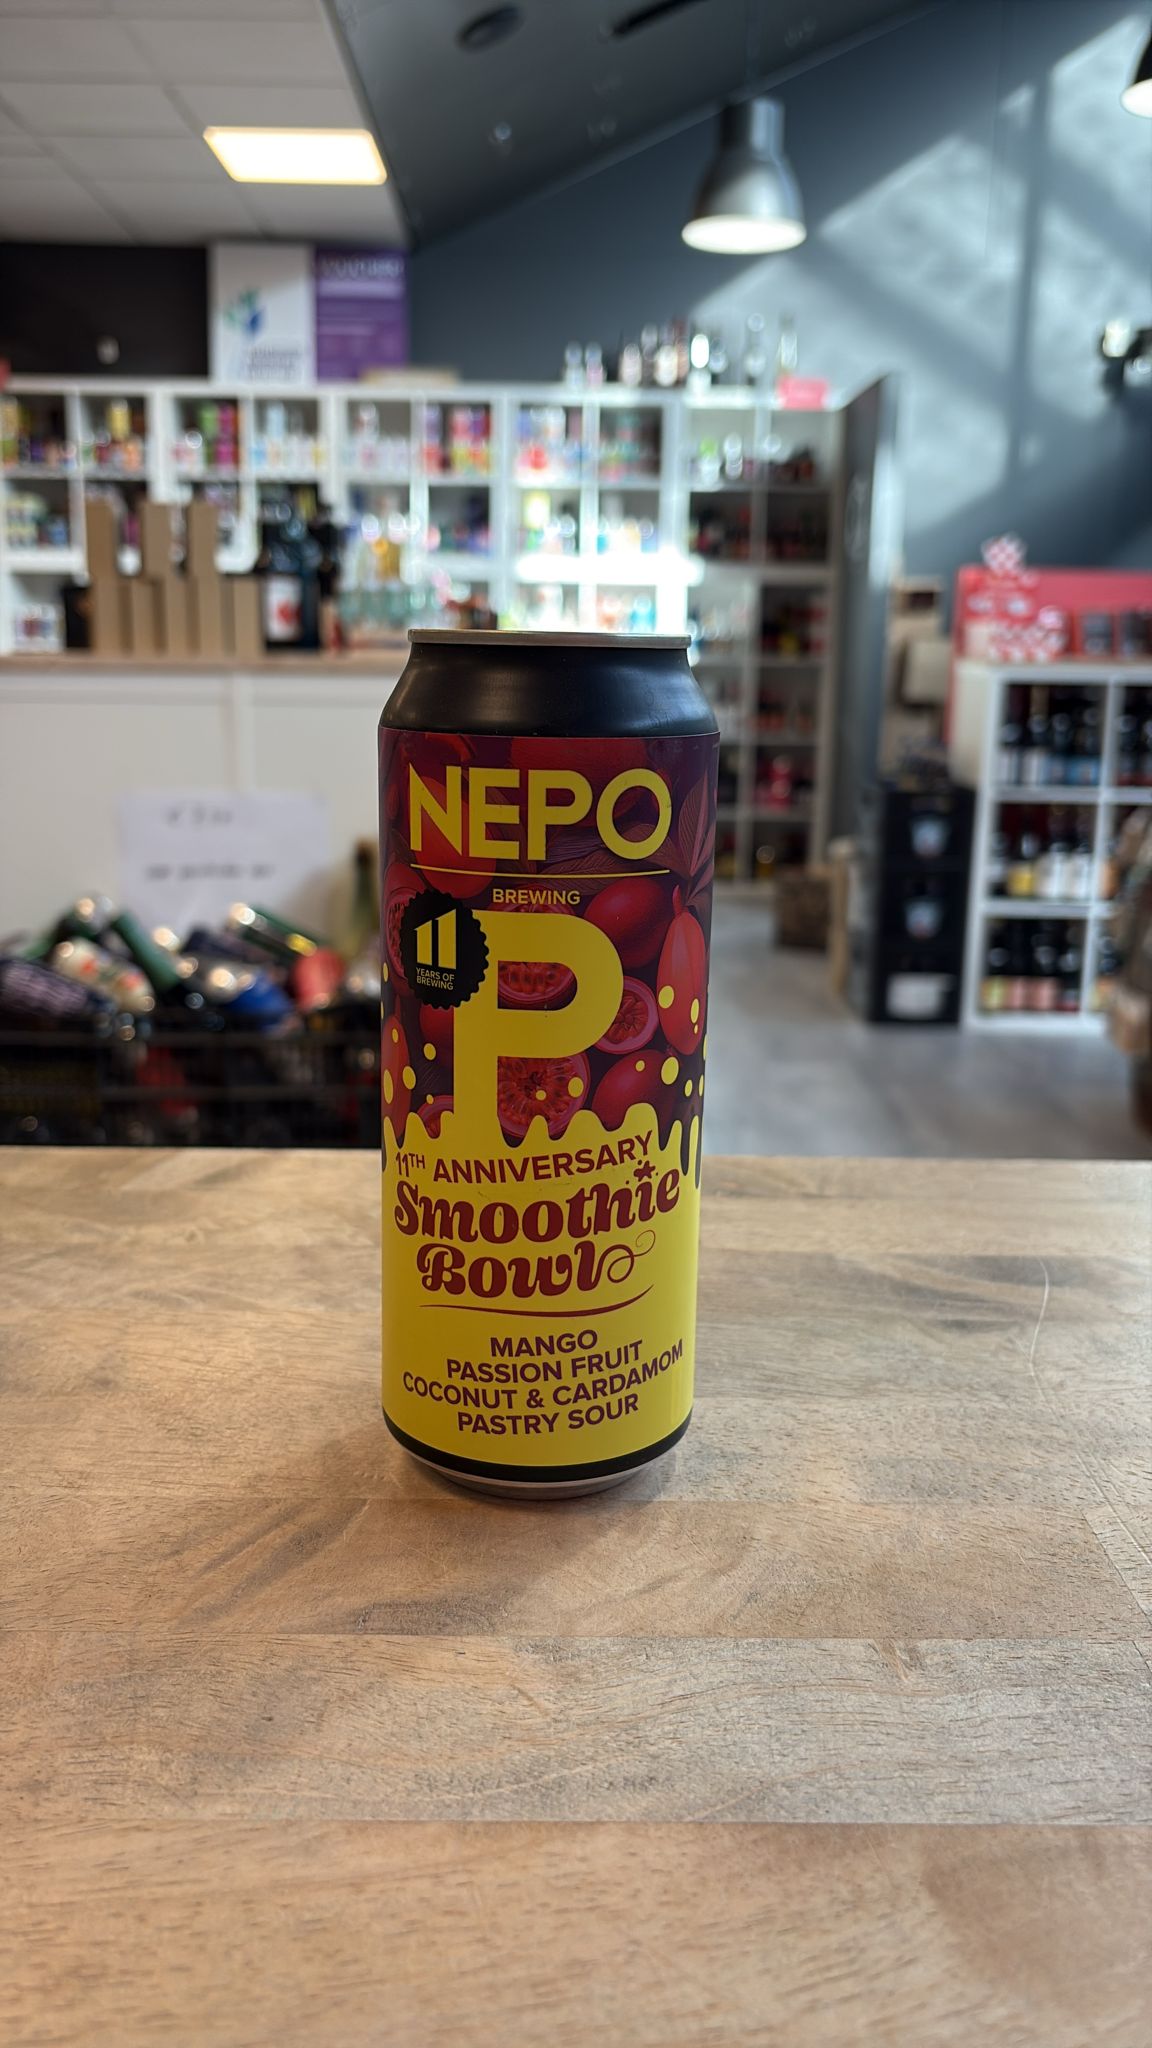 NEPO
BREWING
11
YEARS OF
BREWING
P
11TH ANNIVERSARY
Smoothie
Bowl
MANGO
PASSION FRUIT
COCONUT & CARDAMOM
PASTRY SOUR